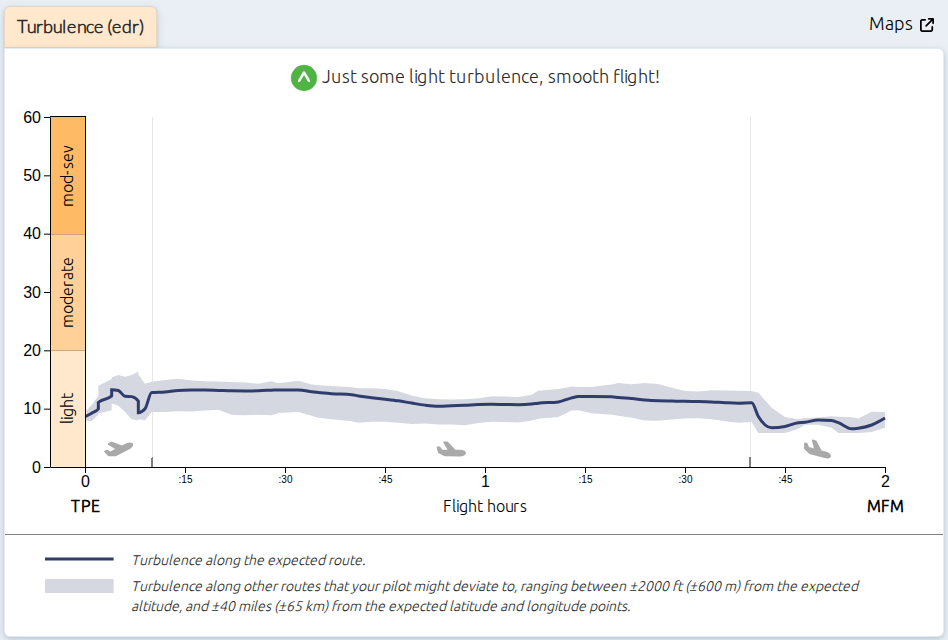 Turbulence (edr)
Maps
Just some light turbulence, smooth flight!
60
50
40
30
20
10
0
mod-sev
moderate
light
0 :15 :30 :45 1 :15 :30 :45 2
TPE Flight hours MFM
Turbulence along the expected route.
Turbulence along other routes that your pilot might deviate to, ranging between ±2000 ft (±600 m) from the expected
altitude, and ±40 miles (±65 km) from the expected latitude and longitude points.